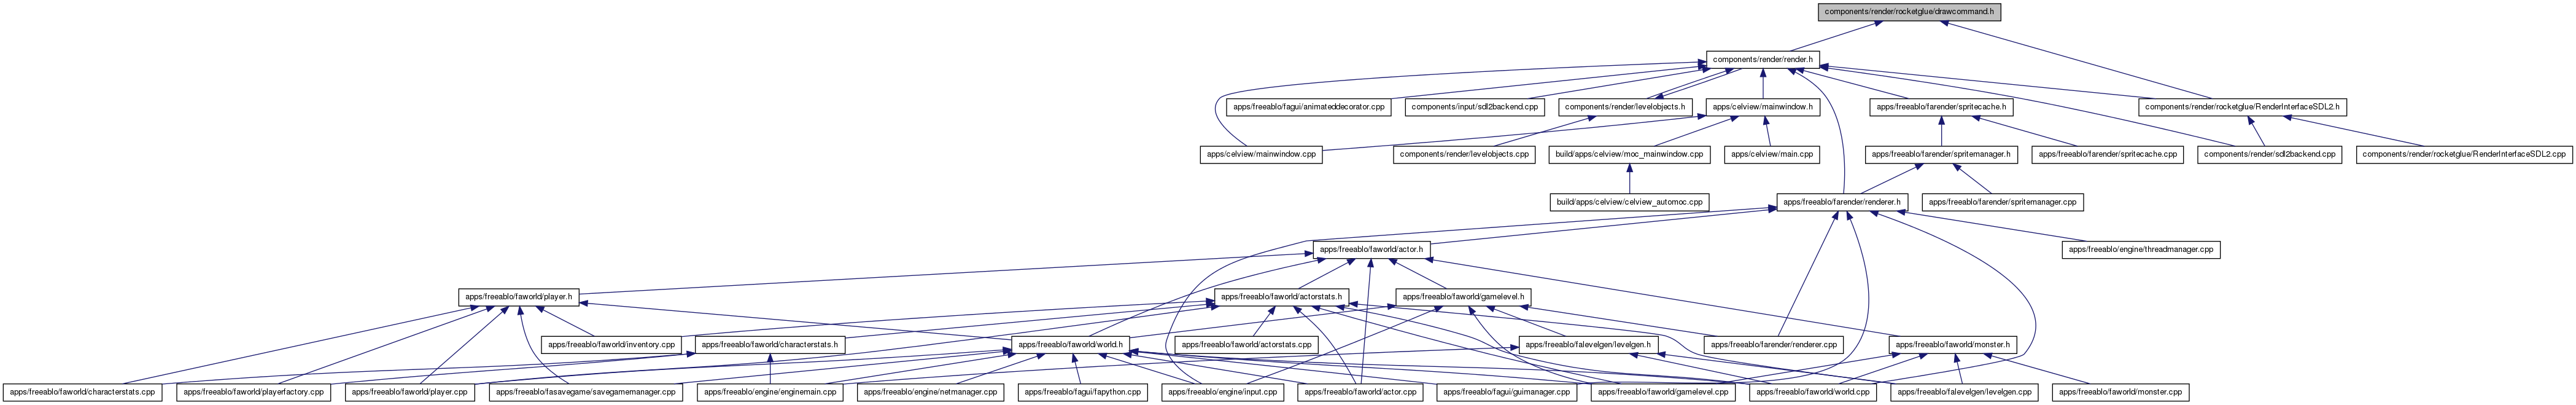 components/render/rocketglue/drawcommand.h
components/render/render.h
apps/freeablo/fagui/animateddecorator.cpp
components/input/sdl2backend.cpp
components/render/levelobjects.h
apps/celview/mainwindow.h
apps/freeablo/farender/spritecache.h
components/render/rocketglue/RenderInterfaceSDL2.h
apps/celview/mainwindow.cpp
components/render/levelobjects.cpp
build/apps/celview/moc_mainwindow.cpp
apps/celview/main.cpp
apps/freeablo/farender/spritemanager.h
apps/freeablo/farender/spritecache.cpp
components/render/sdl2backend.cpp
components/render/rocketglue/RenderInterfaceSDL2.cpp
build/apps/celview/celview_automoc.cpp
apps/freeablo/farender/renderer.h
apps/freeablo/farender/spritemanager.cpp
apps/freeablo/faworld/actor.h
apps/freeablo/engine/threadmanager.cpp
apps/freeablo/faworld/player.h
apps/freeablo/faworld/actorstats.h
apps/freeablo/faworld/gamelevel.h
apps/freeablo/faworld/inventory.cpp
apps/freeablo/faworld/characterstats.h
apps/freeablo/faworld/world.h
apps/freeablo/faworld/actorstats.cpp
apps/freeablo/falevelgen/levelgen.h
apps/freeablo/farender/renderer.cpp
apps/freeablo/faworld/monster.h
apps/freeablo/faworld/characterstats.cpp
apps/freeablo/faworld/playerfactory.cpp
apps/freeablo/faworld/player.cpp
apps/freeablo/fasavegame/savegamemanager.cpp
apps/freeablo/engine/enginemain.cpp
apps/freeablo/engine/netmanager.cpp
apps/freeablo/fagui/fapython.cpp
apps/freeablo/engine/input.cpp
apps/freeablo/faworld/actor.cpp
apps/freeablo/fagui/guimanager.cpp
apps/freeablo/faworld/gamelevel.cpp
apps/freeablo/faworld/world.cpp
apps/freeablo/falevelgen/levelgen.cpp
apps/freeablo/faworld/monster.cpp